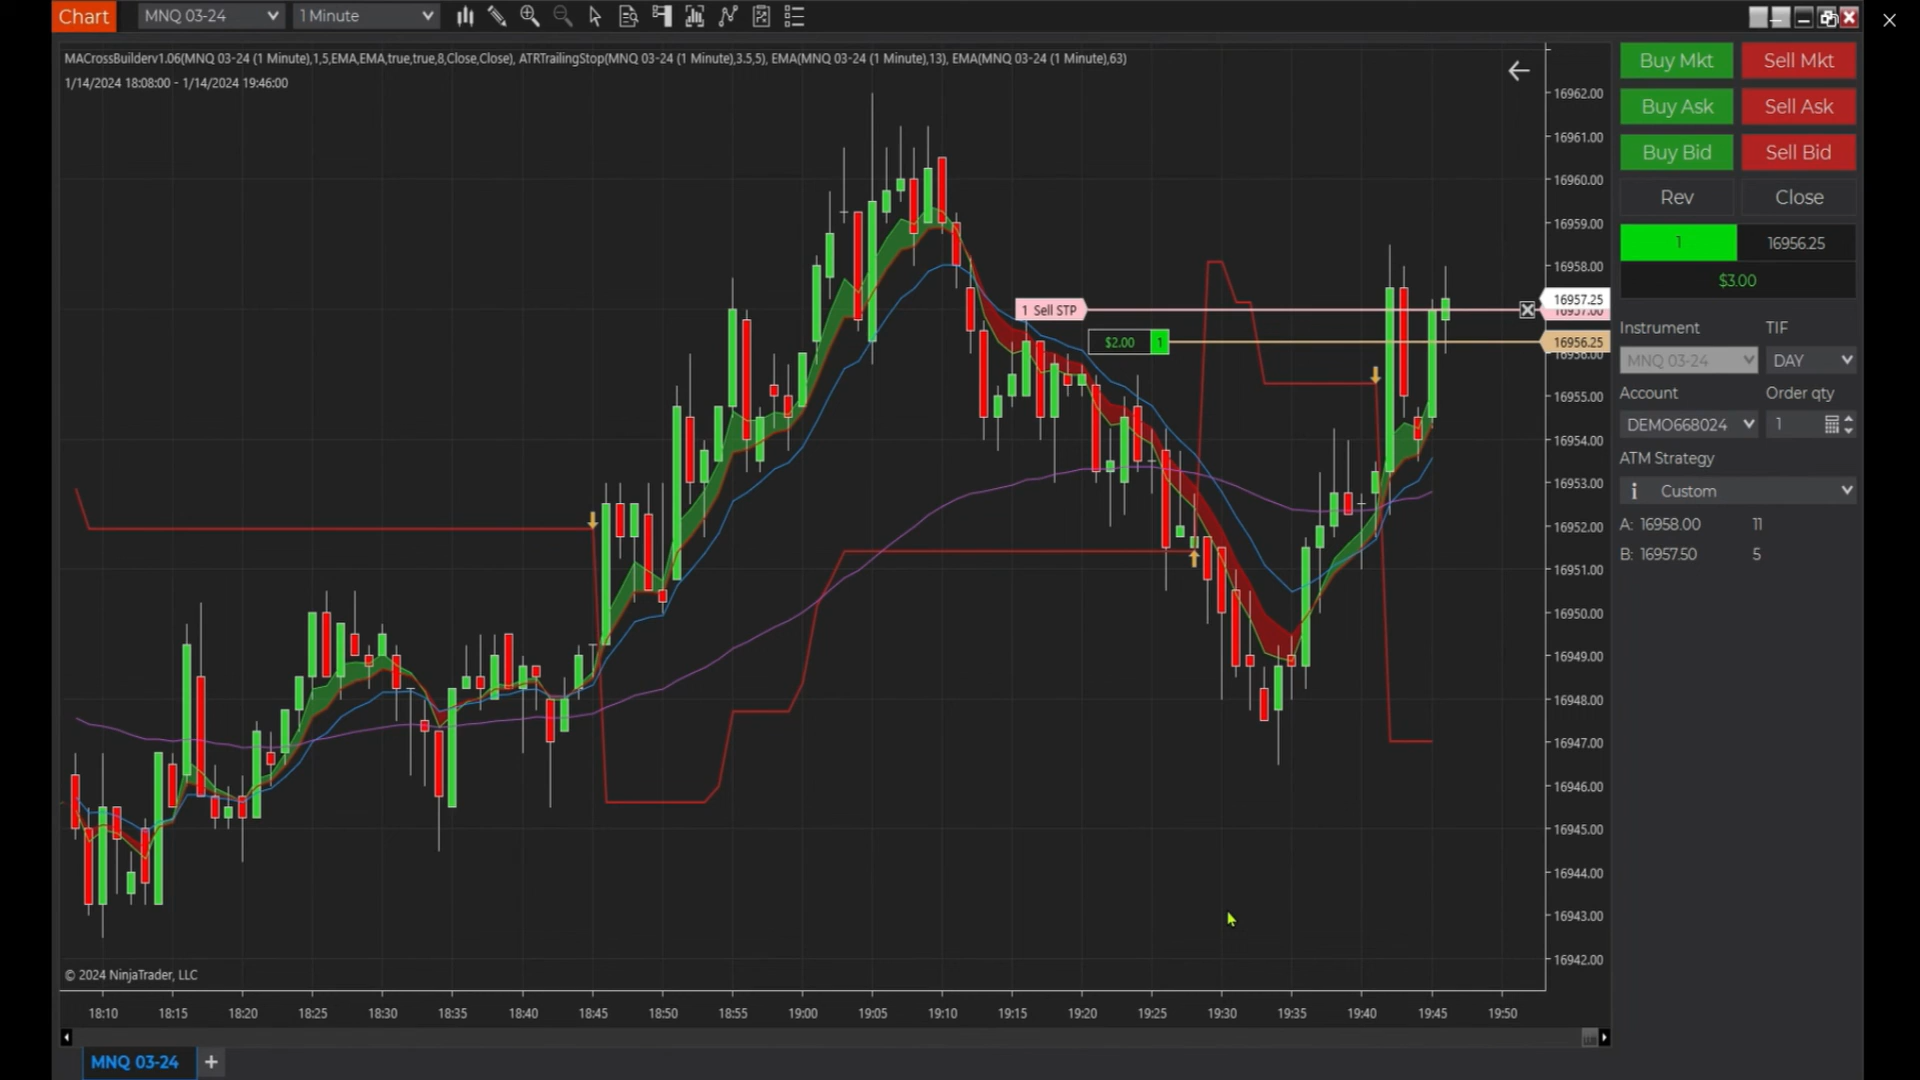 Chart MNQ 03-24 1 Minute
MACrossBuilderv1.06(MNQ 03-24 (1 Minute),1,5,EMA,EMA,true,true,8,Close,Close), ATRTrailingStop(MNQ 03-24 (1 Minute),3.5,5), EMA(MNQ 03-24 (1 Minute),13), EMA(MNQ 03-24 (1 Minute),63)
1/14/2024 18:08:00 - 1/14/2024 19:46:00
1 Sell STP
$2.00 1
16962.00
16961.00
16960.00
16959.00
16958.00
16957.25
16957.00
16956.25
16956.00
16955.00
16954.00
16953.00
16952.00
16951.00
16950.00
16949.00
16948.00
16947.00
16946.00
16945.00
16944.00
16943.00
16942.00
© 2024 NinjaTrader, LLC
18:10 18:15 18:20 18:25 18:30 18:35 18:40 18:45 18:50 18:55 19:00 19:05 19:10 19:15 19:20 19:25 19:30 19:35 19:40 19:45 19:50
MNQ 03-24 +
Buy Mkt Sell Mkt
Buy Ask Sell Ask
Buy Bid Sell Bid
Rev Close
1 16956.25
$3.00
Instrument TIF
MNQ 03-24 DAY
Account Order qty
DEMO668024 1
ATM Strategy
i Custom
A: 16958.00 11
B: 16957.50 5